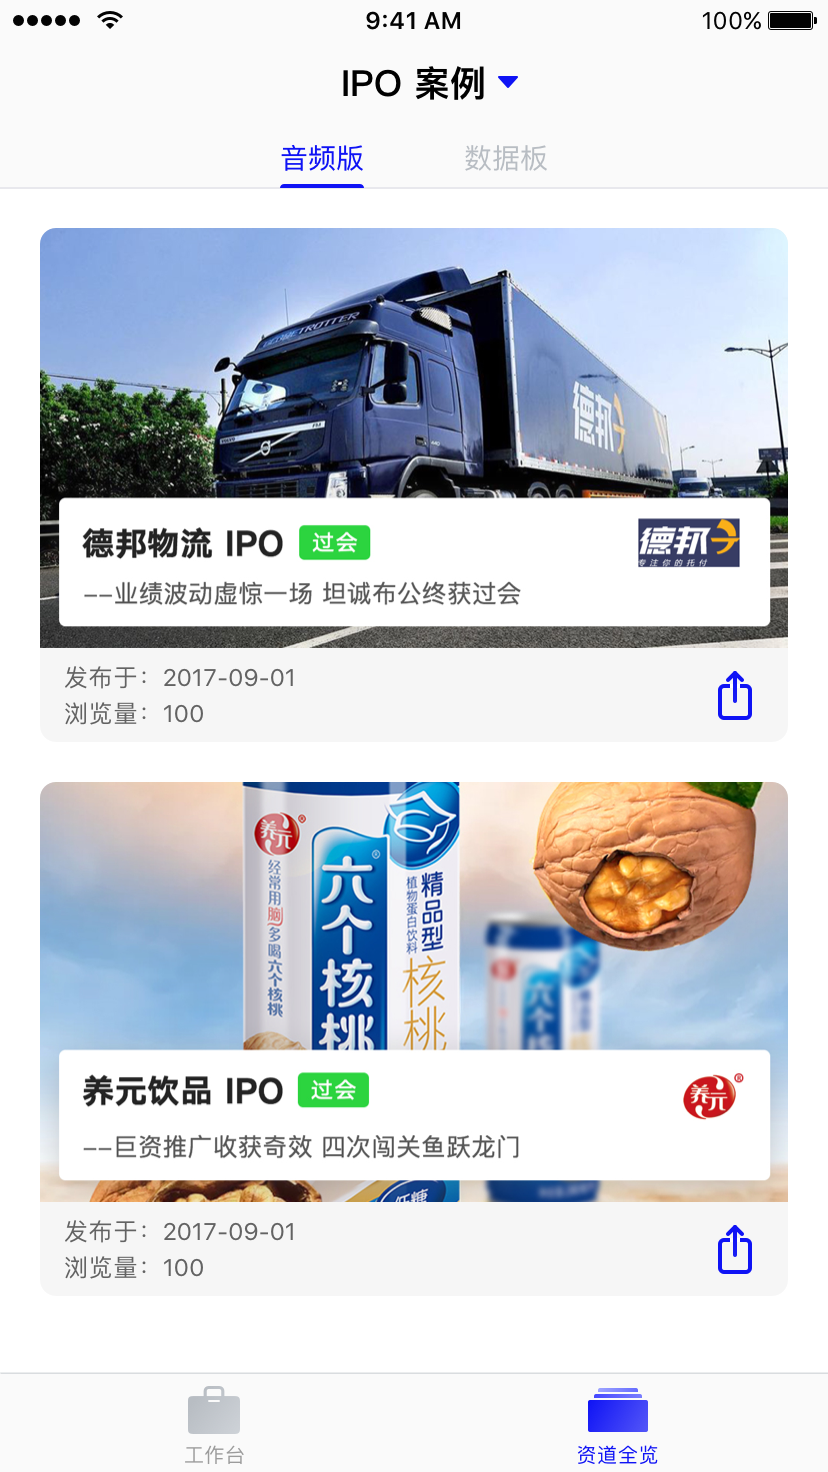 9:41 AM
100%
IPO 案例
音频版
数据板
德邦
德邦物流 IPO 过会
德邦
专注你的托付
--业绩波动虚惊一场 坦诚布公终获过会
发布于：2017-09-01
浏览量：100
养元
经常用脑 多喝六个核桃
六个核桃
精品型
植物蛋白饮料
核桃
六个核
养元饮品 IPO 过会
养元
--巨资推广收获奇效 四次闯关鱼跃龙门
低糖
发布于：2017-09-01
浏览量：100
工作台
资道全览